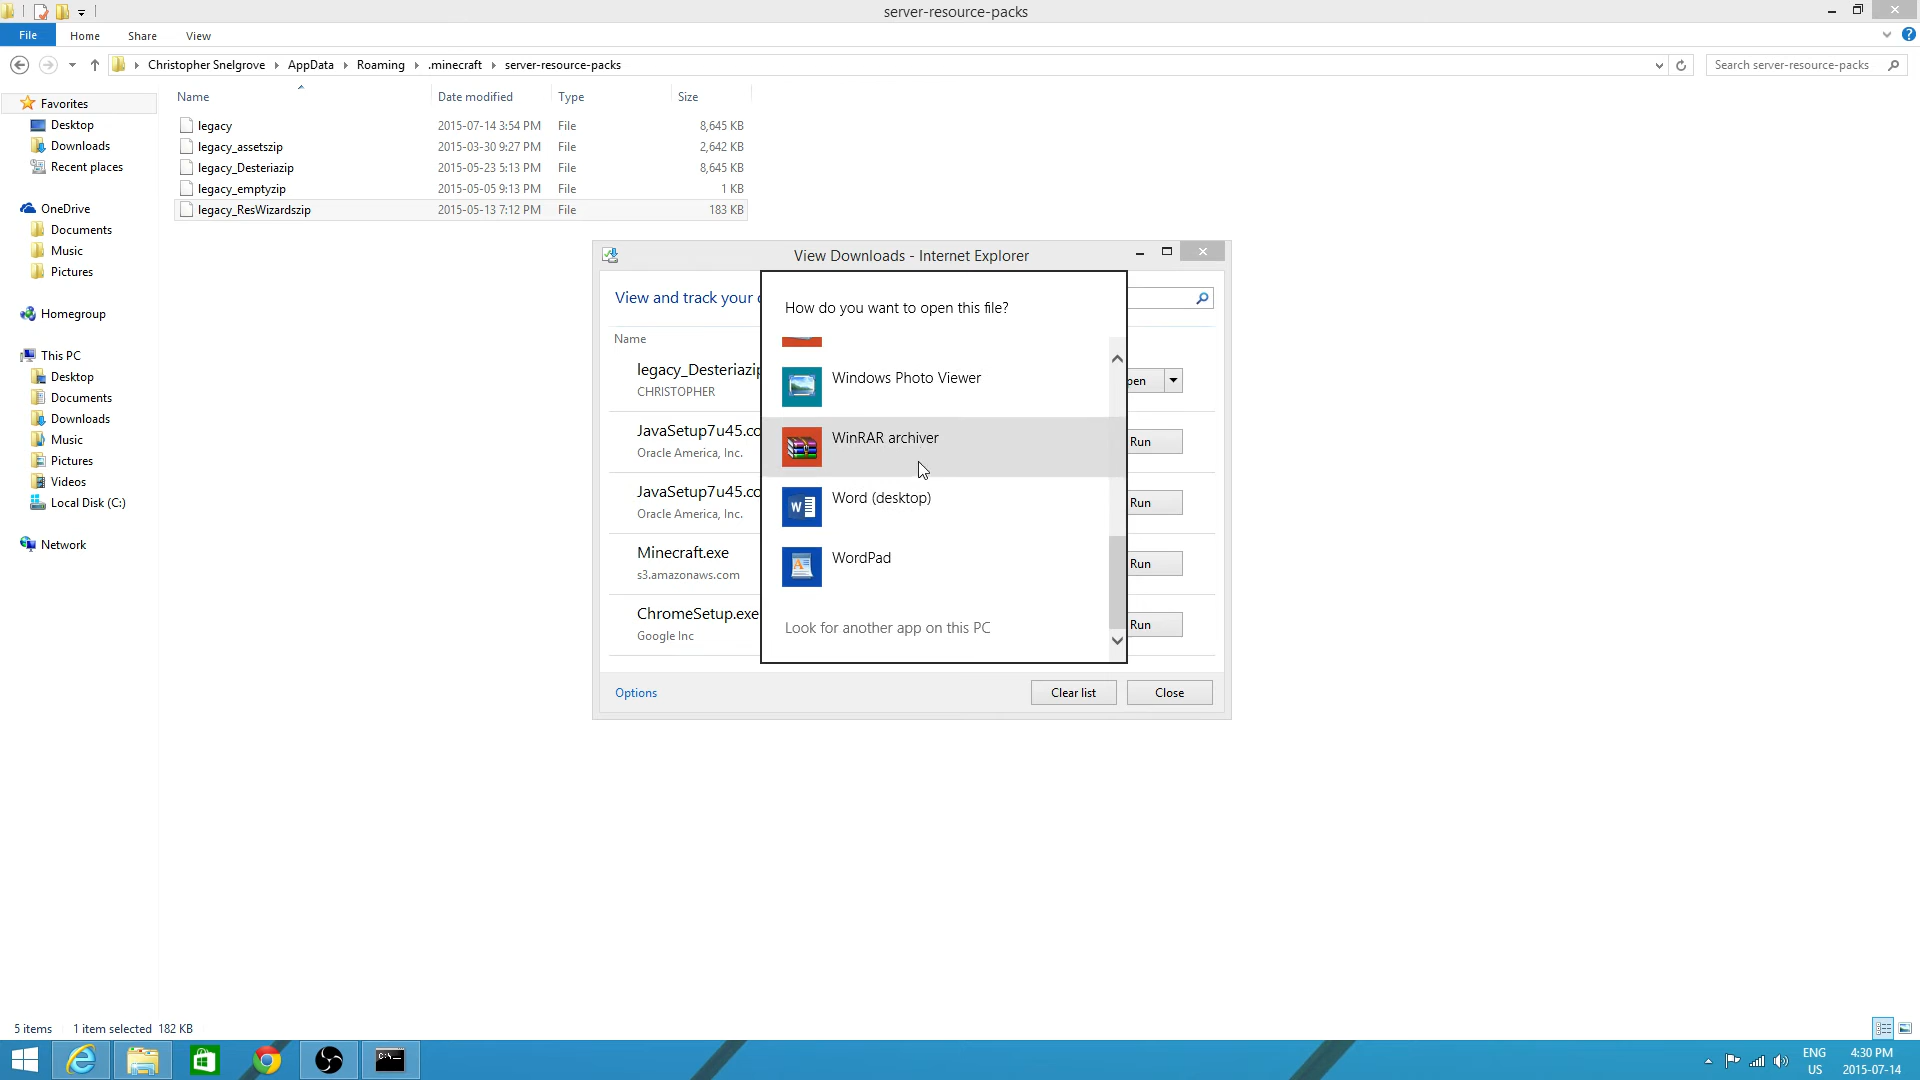 server-resource-packs
File Home Share View
Christopher Snelgrove AppData Roaming .minecraft server-resource-packs
Search server-resource-packs
Name Date modified Type Size
legacy 2015-07-14 3:54 PM File 8,645 KB
legacy_assetszip 2015-03-30 9:27 PM File 2,642 KB
legacy_Desteriazip 2015-05-23 5:13 PM File 8,645 KB
legacy_emptyzip 2015-05-05 9:13 PM File 1 KB
legacy_ResWizardszip 2015-05-13 7:12 PM File 183 KB
Favorites
Desktop
Downloads
Recent places
OneDrive
Documents
Music
Pictures
Homegroup
This PC
Desktop
Documents
Downloads
Music
Pictures
Videos
Local Disk (C:)
Network
View Downloads - Internet Explorer
View and track your
Name
legacy_Desteriazip
CHRISTOPHER
pen
JavaSetup7u45.co
Oracle America, Inc.
Run
JavaSetup7u45.co
Oracle America, Inc.
Run
Minecraft.exe
s3.amazonaws.com
Run
ChromeSetup.exe
Google Inc
Run
Options
Clear list
Close
How do you want to open this file?
Windows Photo Viewer
WinRAR archiver
Word (desktop)
WordPad
Look for another app on this PC
5 items 1 item selected 182 KB
C:\
ENG
US
4:30 PM
2015-07-14